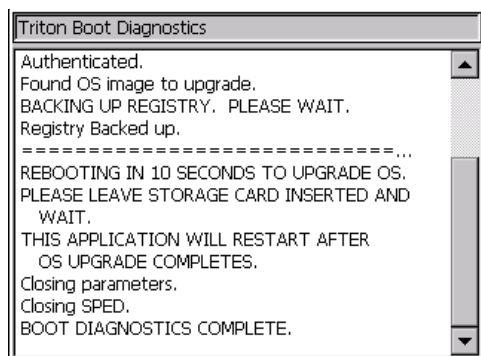 Triton Boot Diagnostics
Authenticated.
Found OS image to upgrade.
BACKING UP REGISTRY. PLEASE WAIT.
Registry Backed up.
============================...
REBOOTING IN 10 SECONDS TO UPGRADE OS.
PLEASE LEAVE STORAGE CARD INSERTED AND
WAIT.
THIS APPLICATION WILL RESTART AFTER
OS UPGRADE COMPLETES.
Closing parameters.
Closing SPED.
BOOT DIAGNOSTICS COMPLETE.